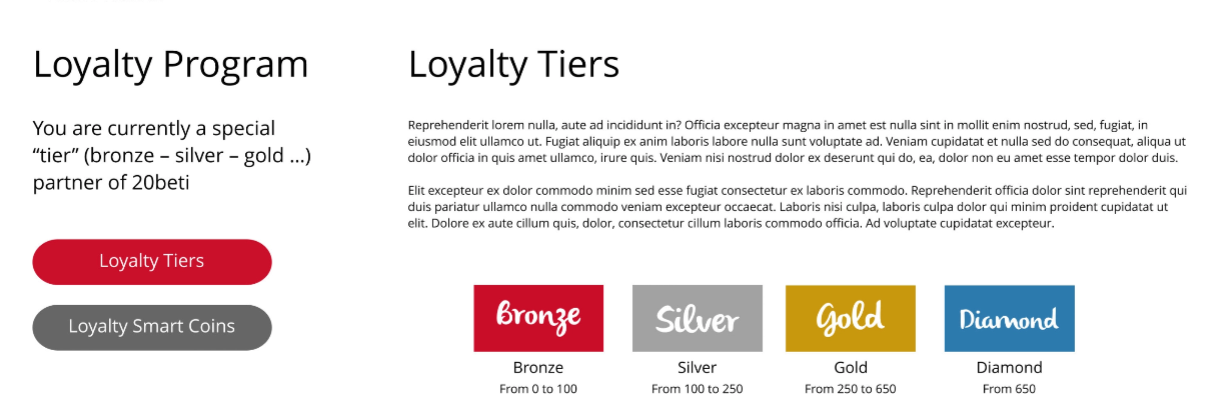 Loyalty Program
You are currently a special
“tier” (bronze – silver – gold ...)
partner of 20beti
Loyalty Tiers
Loyalty Smart Coins
Loyalty Tiers
Reprehenderit lorem nulla, aute ad incididunt in? Officia excepteur magna in amet est nulla sint in mollit enim nostrud, sed, fugiat, in
eiusmod elit ullamco ut. Fugiat aliquip ex anim laboris labore nulla sunt voluptate ad. Veniam cupidatat et nulla sed do consequat, aliqua ut
dolor officia in quis amet ullamco, irure quis. Veniam nisi nostrud dolor ex deserunt qui do, ea, dolor non eu amet esse tempor dolor duis.
Elit excepteur ex dolor commodo minim sed esse fugiat consectetur ex laboris commodo. Reprehenderit officia dolor sint reprehenderit qui
duis pariatur ullamco nulla commodo veniam excepteur occaecat. Laboris nisi culpa, laboris culpa dolor qui minim proident cupidatat ut
elit. Dolore ex aute cillum quis, dolor, consectetur cillum laboris commodo officia. Ad voluptate cupidatat excepteur.
Bronze
Silver
Gold
Diamond
Bronze
Silver
Gold
Diamond
From 0 to 100
From 100 to 250
From 250 to 650
From 650